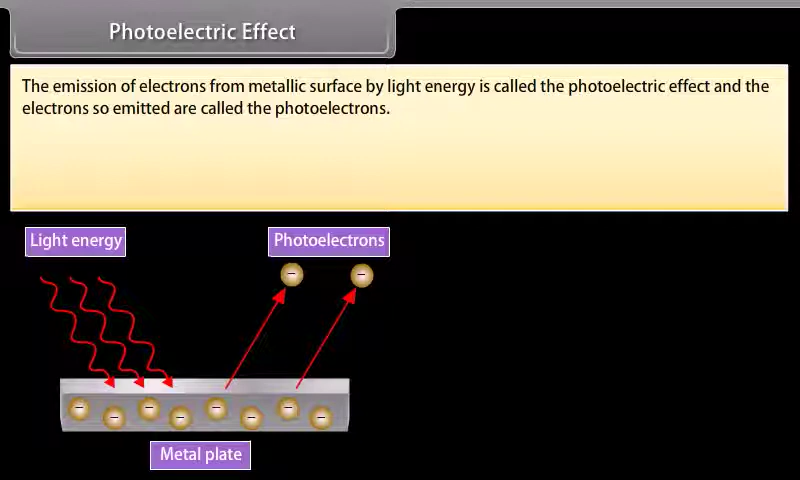 Photoelectric Effect
The emission of electrons from metallic surface by light energy is called the photoelectric effect and the
electrons so emitted are called the photoelectrons.
Light energy
Photoelectrons
− −
− − − − − − − −
Metal plate